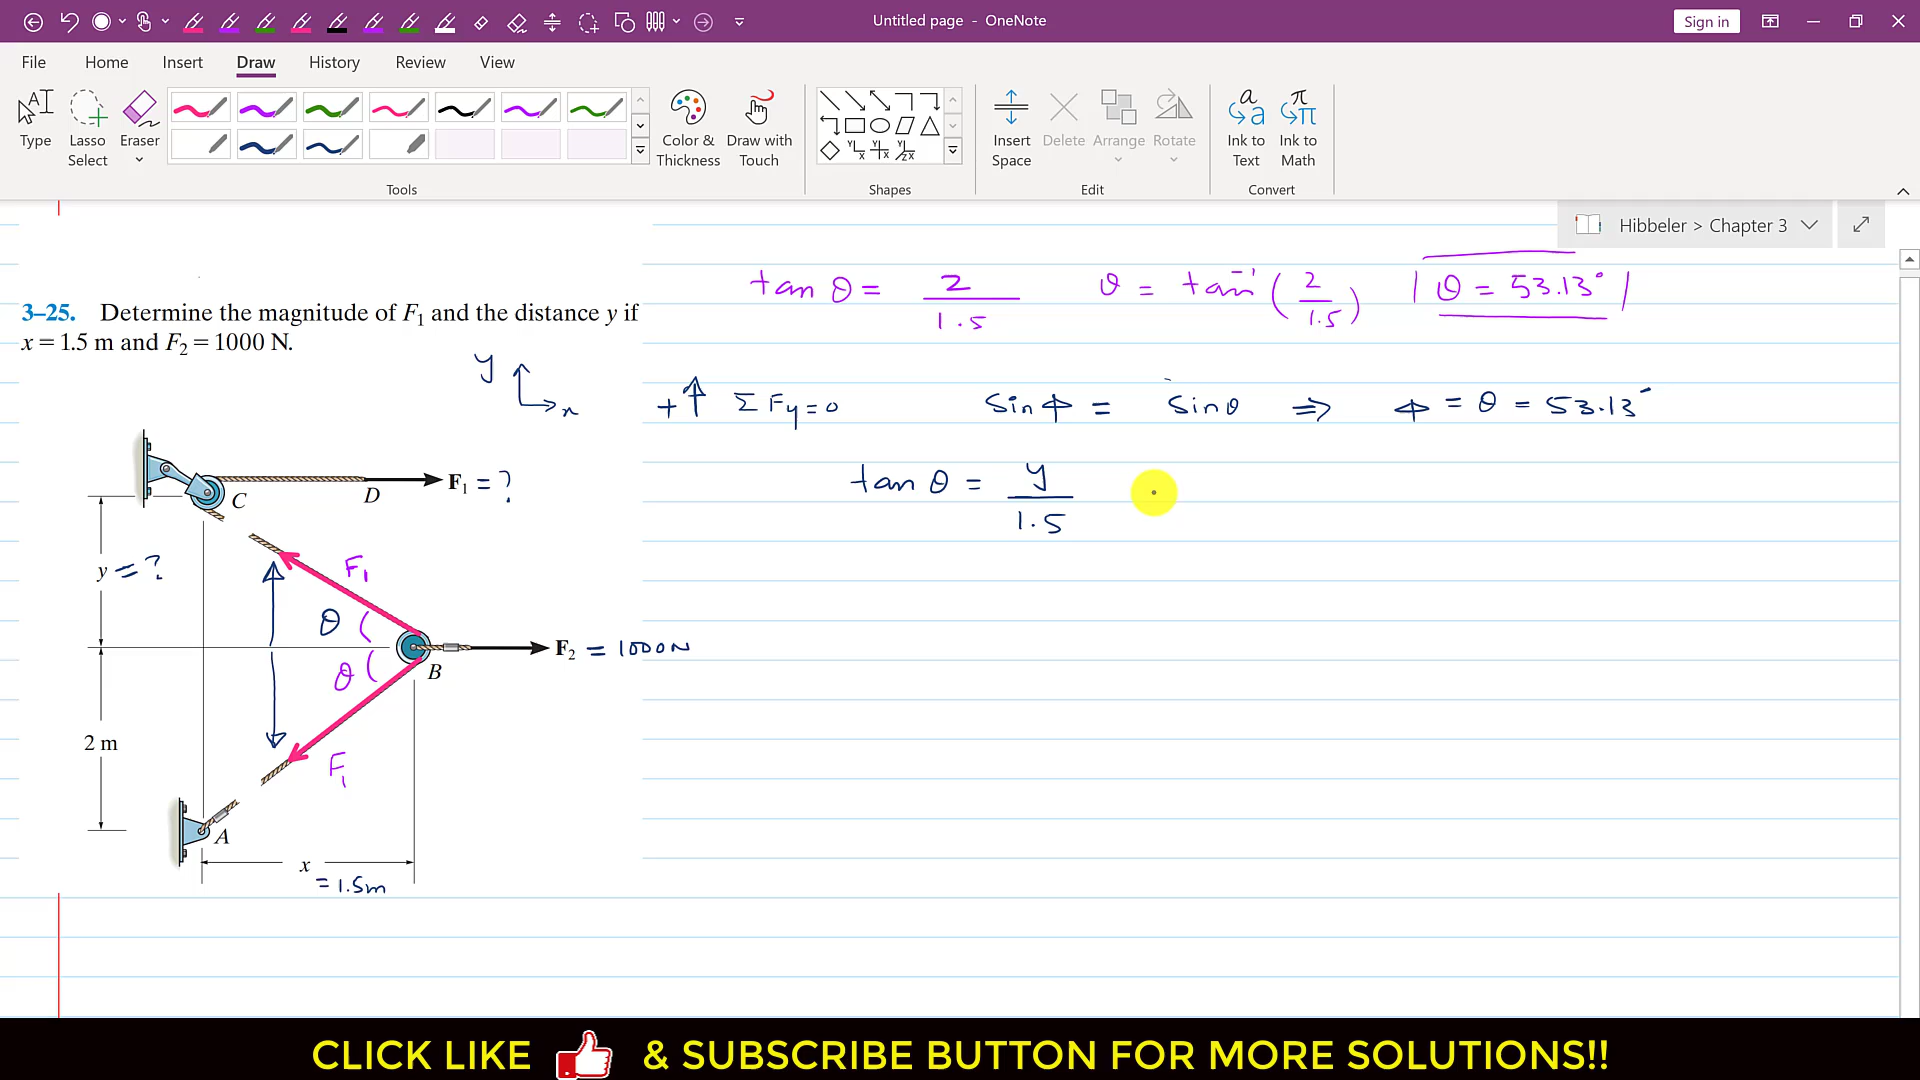 Untitled page - OneNote
Sign in
File Home Insert Draw History Review View
Type
Lasso Select
Eraser
Color & Thickness
Draw with Touch
Insert Space
Delete
Arrange
Rotate
Ink to Text
Ink to Math
Tools
Shapes
Edit
Convert
Hibbeler > Chapter 3
tan θ = 2/1.5 θ = tan⁻¹(2/1.5) θ = 53.13°
3–25. Determine the magnitude of F₁ and the distance y if
x = 1.5 m and F₂ = 1000 N.
y
x
+↑ ΣFy=0 sin φ = sin θ ⇒ φ = θ = 53.13°
tan θ = y/1.5
C
D
F₁ = ?
y = ?
F₁
θ
F₂ = 1000N
θ
B
2 m
F₁
A
x
= 1.5m
CLICK LIKE & SUBSCRIBE BUTTON FOR MORE SOLUTIONS!!